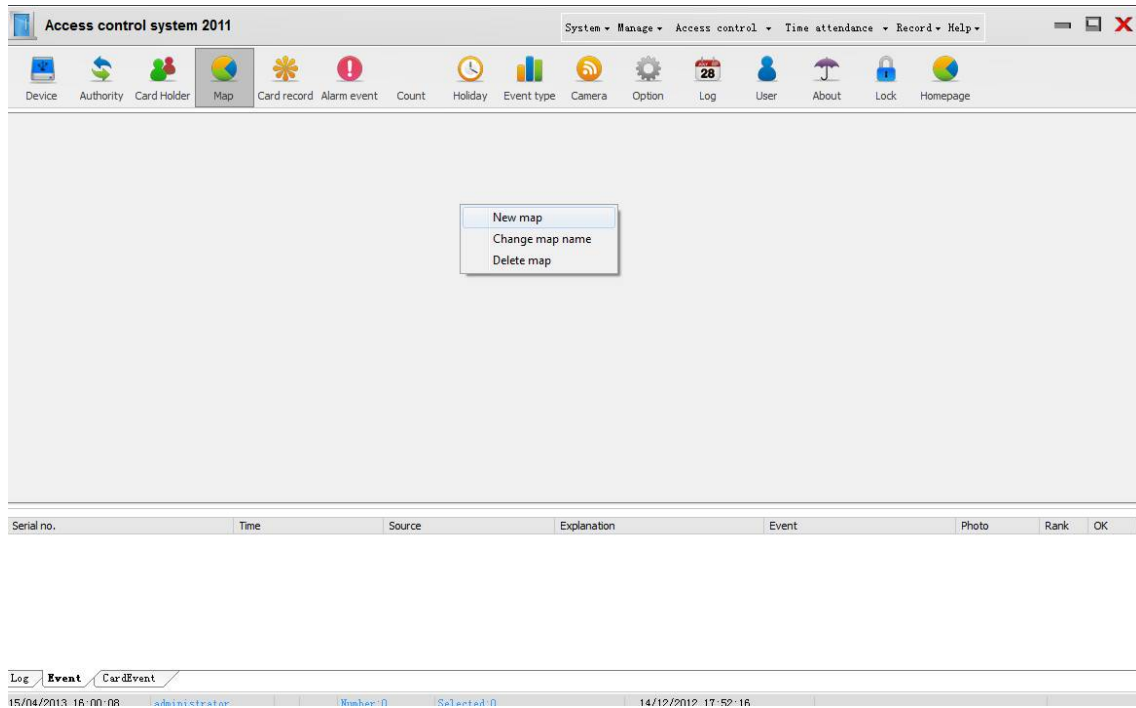 Access control system 2011 System Manage Access control Time attendance Record Help
28
Device Authority Card Holder Map Card record Alarm event Count Holiday Event type Camera Option Log User About Lock Homepage
New map
Change map name
Delete map
Serial no. Time Source Explanation Event Photo Rank OK
Log Event CardEvent
15/04/2013 16:00:08 administrator Number:0 Selected:0 14/12/2012 17:52:16